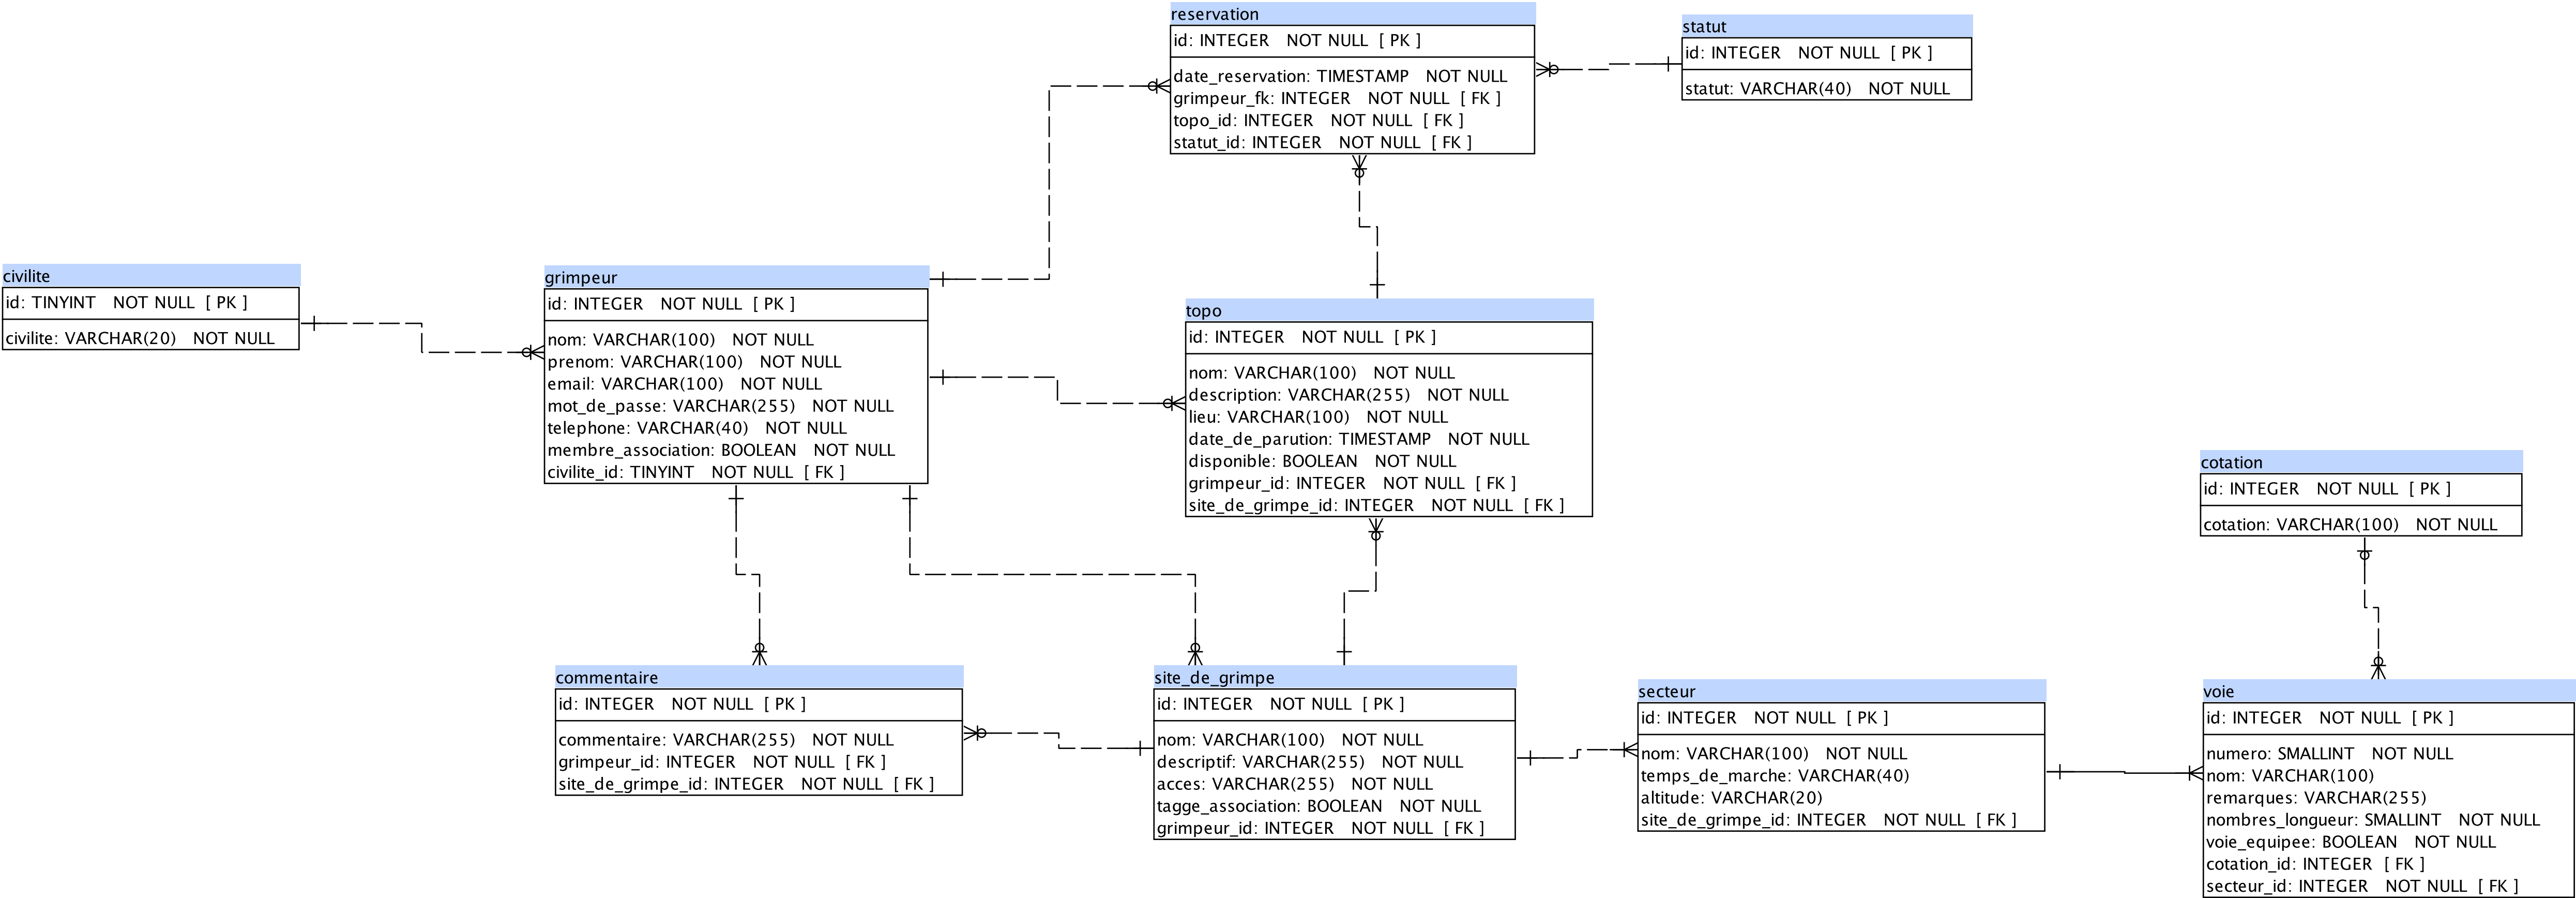 reservation
id: INTEGER NOT NULL [ PK ]
date_reservation: TIMESTAMP NOT NULL
grimpeur_fk: INTEGER NOT NULL [ FK ]
topo_id: INTEGER NOT NULL [ FK ]
statut_id: INTEGER NOT NULL [ FK ]
statut
id: INTEGER NOT NULL [ PK ]
statut: VARCHAR(40) NOT NULL
civilite
id: TINYINT NOT NULL [ PK ]
civilite: VARCHAR(20) NOT NULL
grimpeur
id: INTEGER NOT NULL [ PK ]
nom: VARCHAR(100) NOT NULL
prenom: VARCHAR(100) NOT NULL
email: VARCHAR(100) NOT NULL
mot_de_passe: VARCHAR(255) NOT NULL
telephone: VARCHAR(40) NOT NULL
membre_association: BOOLEAN NOT NULL
civilite_id: TINYINT NOT NULL [ FK ]
topo
id: INTEGER NOT NULL [ PK ]
nom: VARCHAR(100) NOT NULL
description: VARCHAR(255) NOT NULL
lieu: VARCHAR(100) NOT NULL
date_de_parution: TIMESTAMP NOT NULL
disponible: BOOLEAN NOT NULL
grimpeur_id: INTEGER NOT NULL [ FK ]
site_de_grimpe_id: INTEGER NOT NULL [ FK ]
cotation
id: INTEGER NOT NULL [ PK ]
cotation: VARCHAR(100) NOT NULL
commentaire
id: INTEGER NOT NULL [ PK ]
commentaire: VARCHAR(255) NOT NULL
grimpeur_id: INTEGER NOT NULL [ FK ]
site_de_grimpe_id: INTEGER NOT NULL [ FK ]
site_de_grimpe
id: INTEGER NOT NULL [ PK ]
nom: VARCHAR(100) NOT NULL
descriptif: VARCHAR(255) NOT NULL
acces: VARCHAR(255) NOT NULL
tagge_association: BOOLEAN NOT NULL
grimpeur_id: INTEGER NOT NULL [ FK ]
secteur
id: INTEGER NOT NULL [ PK ]
nom: VARCHAR(100) NOT NULL
temps_de_marche: VARCHAR(40)
altitude: VARCHAR(20)
site_de_grimpe_id: INTEGER NOT NULL [ FK ]
voie
id: INTEGER NOT NULL [ PK ]
numero: SMALLINT NOT NULL
nom: VARCHAR(100)
remarques: VARCHAR(255)
nombres_longueur: SMALLINT NOT NULL
voie_equipee: BOOLEAN NOT NULL
cotation_id: INTEGER [ FK ]
secteur_id: INTEGER NOT NULL [ FK ]